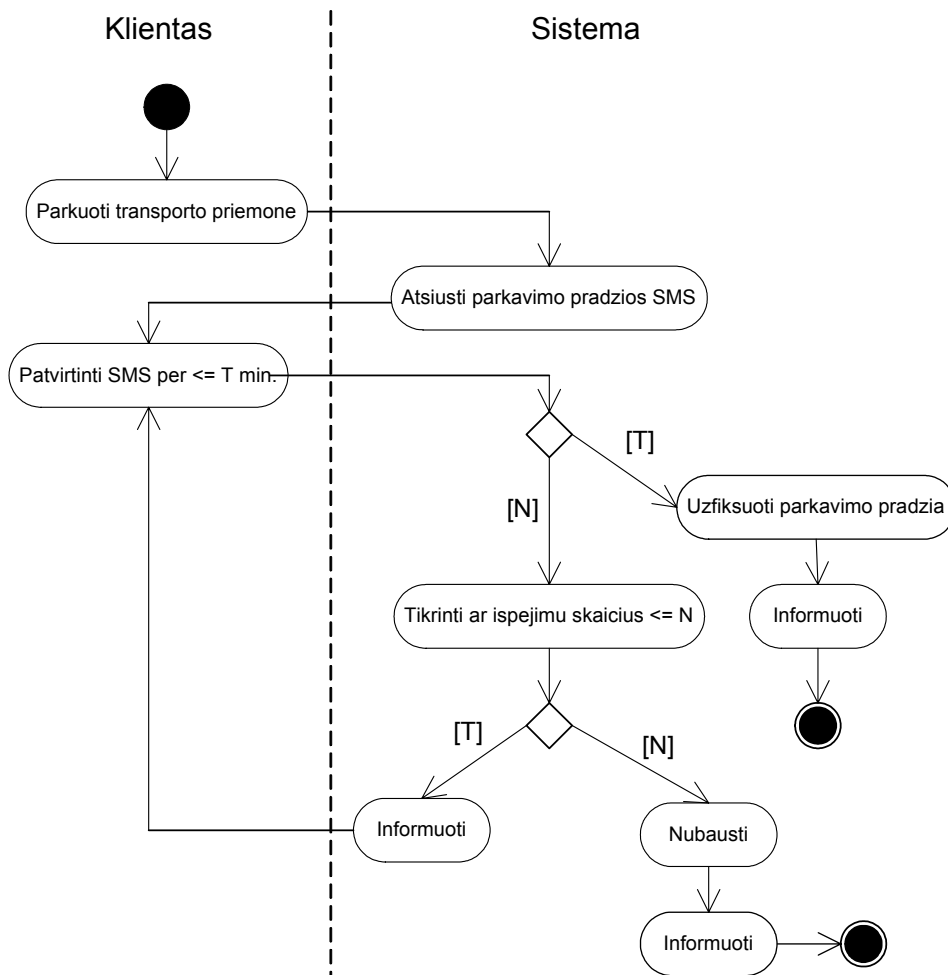 Klientas
Sistema
Parkuoti transporto priemone
Atsiusti parkavimo pradzios SMS
Patvirtinti SMS per <= T min.
[T]
[N]
Uzfiksuoti parkavimo pradzia
Tikrinti ar ispejimu skaicius <= N
Informuoti
[T]
[N]
Informuoti
Nubausti
Informuoti